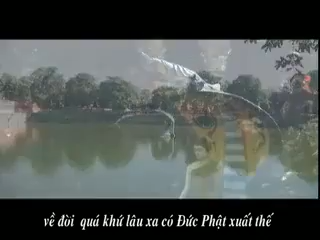 về đời quá khứ lâu xa có Đức Phật xuất thế